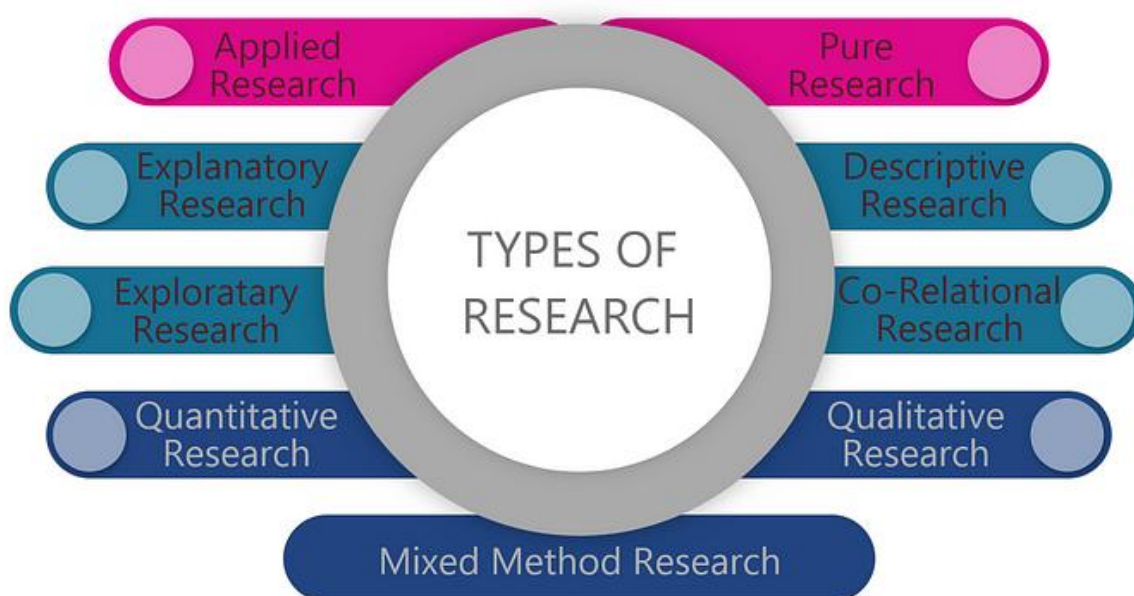 Applied
Research
Pure
Research
Explanatory
Research
Descriptive
Research
TYPES OF
RESEARCH
Exploratary
Research
Co-Relational
Research
Quantitative
Research
Qualitative
Research
Mixed Method Research